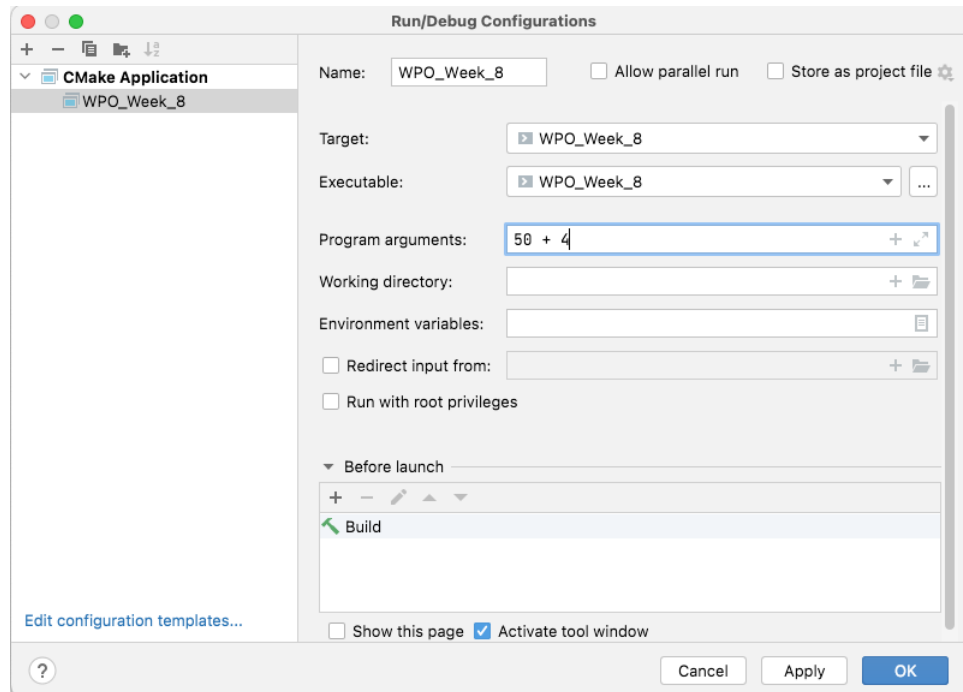 Run/Debug Configurations
CMake Application
WPO_Week_8
Edit configuration templates...
Name: WPO_Week_8 Allow parallel run Store as project file
Target: WPO_Week_8
Executable: WPO_Week_8 ...
Program arguments: 50 + 4
Working directory:
Environment variables:
Redirect input from:
Run with root privileges
Before launch
Build
Show this page Activate tool window
? Cancel Apply OK